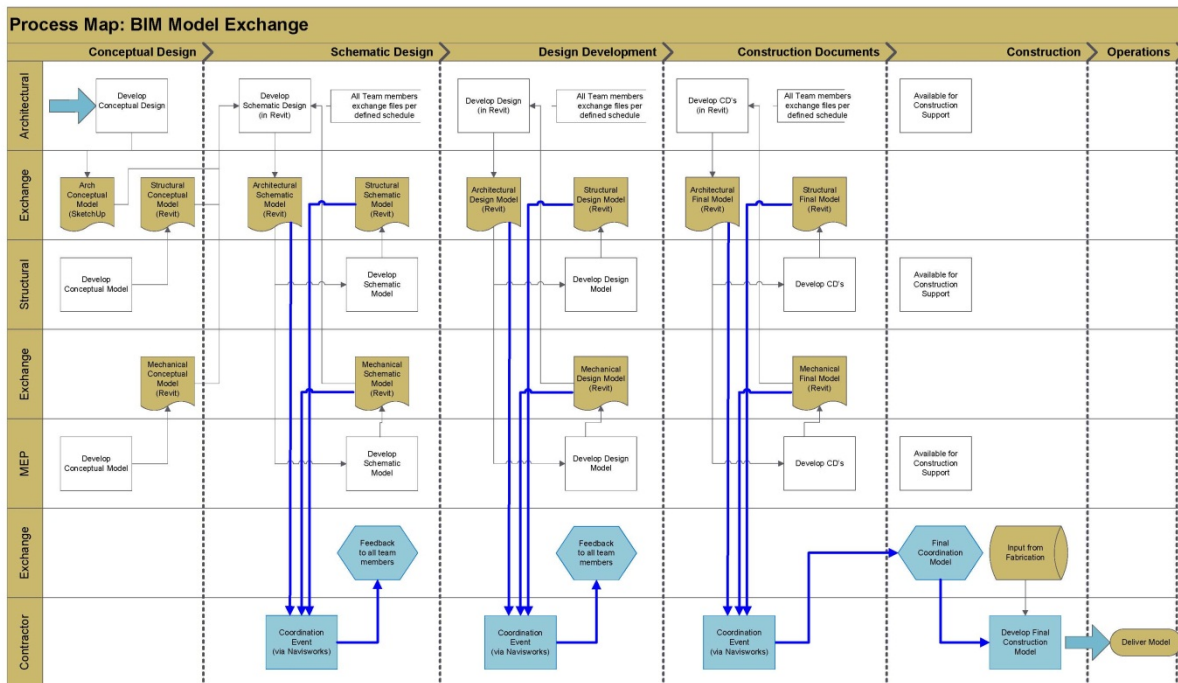 Process Map: BIM Model Exchange
Conceptual Design
Schematic Design
Design Development
Construction Documents
Construction
Operations
Architectural
Develop
Conceptual Design
Develop
Schematic Design
(in Revit)
All Team members
exchange files per
defined schedule
Develop Design
(in Revit)
All Team members
exchange files per
defined schedule
Develop CD's
(in Revit)
All Team members
exchange files per
defined schedule
Available for
Construction
Support
Exchange
Arch
Conceptual
Model
(SketchUp)
Structural
Conceptual
Model
(Revit)
Architectural
Schematic
Model
(Revit)
Structural
Schematic
Model
(Revit)
Architectural
Design Model
(Revit)
Structural
Design Model
(Revit)
Architectural
Final Model
(Revit)
Structural
Final Model
(Revit)
Structural
Develop
Conceptual Model
Develop
Schematic
Model
Develop Design
Model
Develop CD's
Available for
Construction
Support
Exchange
Mechanical
Conceptual
Model
(Revit)
Mechanical
Schematic
Model
(Revit)
Mechanical
Design Model
(Revit)
Mechanical
Final Model
(Revit)
MEP
Develop
Conceptual Model
Develop
Schematic
Model
Develop Design
Model
Develop CD's
Available for
Construction
Support
Exchange
Feedback
to all team
members
Feedback
to all team
members
Final
Coordination
Model
Input from
Fabrication
Contractor
Coordination
Event
(via Navisworks)
Coordination
Event
(via Navisworks)
Coordination
Event
(via Navisworks)
Develop Final
Construction
Model
Deliver Model